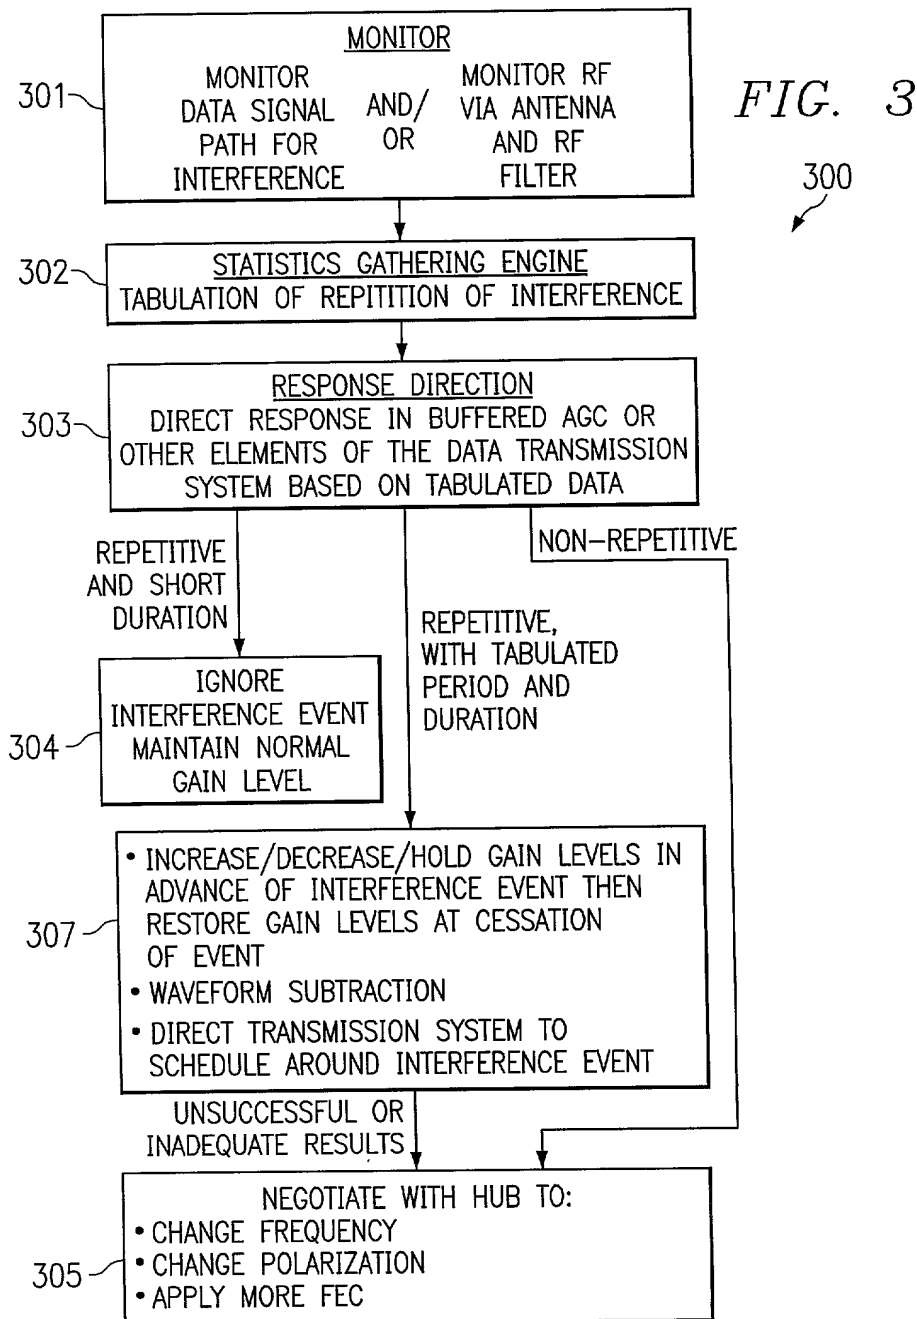 FIG. 3
300
301
MONITOR
MONITOR
DATA SIGNAL
PATH FOR
INTERFERENCE
AND/
OR
MONITOR RF
VIA ANTENNA
AND RF
FILTER
302
STATISTICS GATHERING ENGINE
TABULATION OF REPITITION OF INTERFERENCE
303
RESPONSE DIRECTION
DIRECT RESPONSE IN BUFFERED AGC OR
OTHER ELEMENTS OF THE DATA TRANSMISSION
SYSTEM BASED ON TABULATED DATA
REPETITIVE
AND SHORT
DURATION
REPETITIVE,
WITH TABULATED
PERIOD AND
DURATION
NON-REPETITIVE
304
IGNORE
INTERFERENCE EVENT
MAINTAIN NORMAL
GAIN LEVEL
307
• INCREASE/DECREASE/HOLD GAIN LEVELS IN
ADVANCE OF INTERFERENCE EVENT THEN
RESTORE GAIN LEVELS AT CESSATION
OF EVENT
• WAVEFORM SUBTRACTION
• DIRECT TRANSMISSION SYSTEM TO
SCHEDULE AROUND INTERFERENCE EVENT
UNSUCCESSFUL OR
INADEQUATE RESULTS
305
NEGOTIATE WITH HUB TO:
• CHANGE FREQUENCY
• CHANGE POLARIZATION
• APPLY MORE FEC